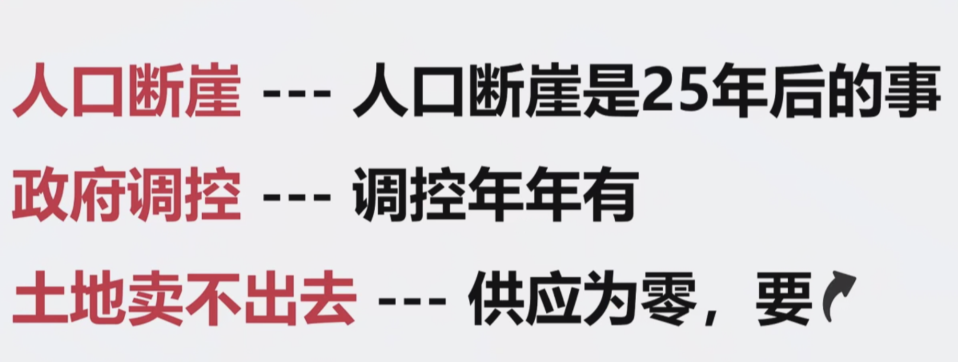 人口断崖 --- 人口断崖是25年后的事
政府调控 --- 调控年年有
土地卖不出去 --- 供应为零，要